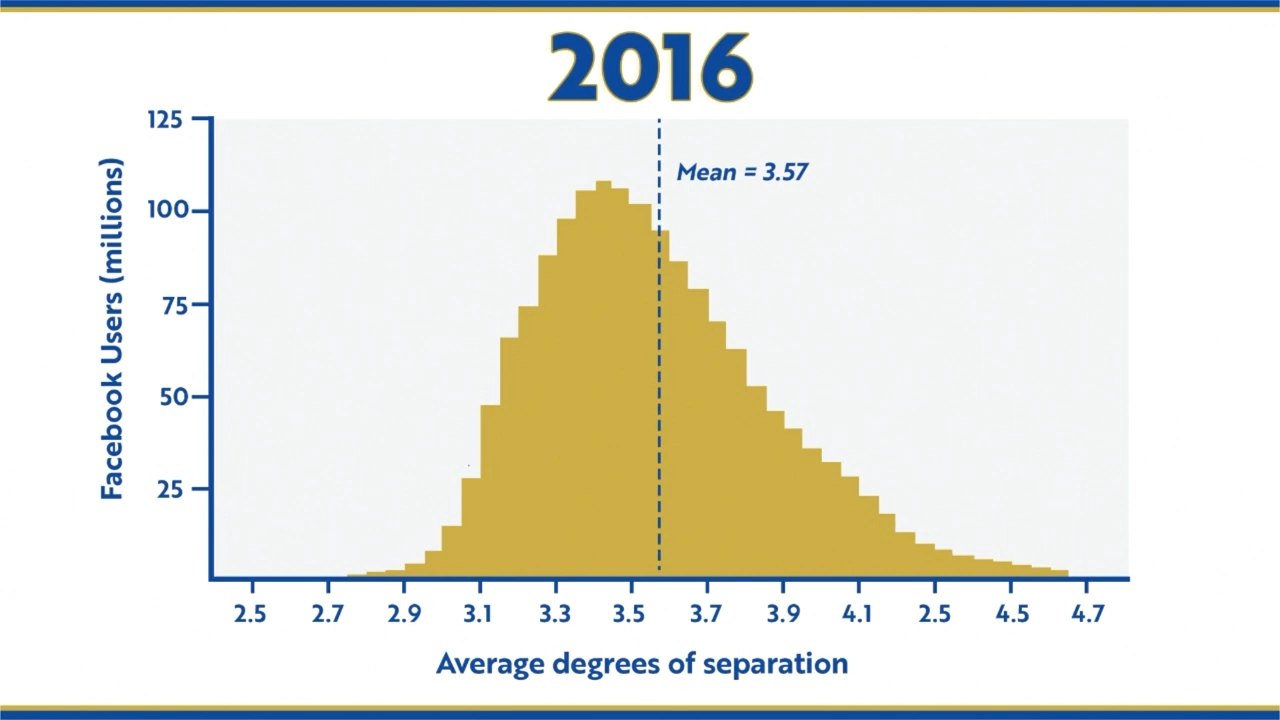 2016
125
Mean = 3.57
100
75
50
25
Facebook Users (millions)
2.5 2.7 2.9 3.1 3.3 3.5 3.7 3.9 4.1 2.5 4.5 4.7
Average degrees of separation